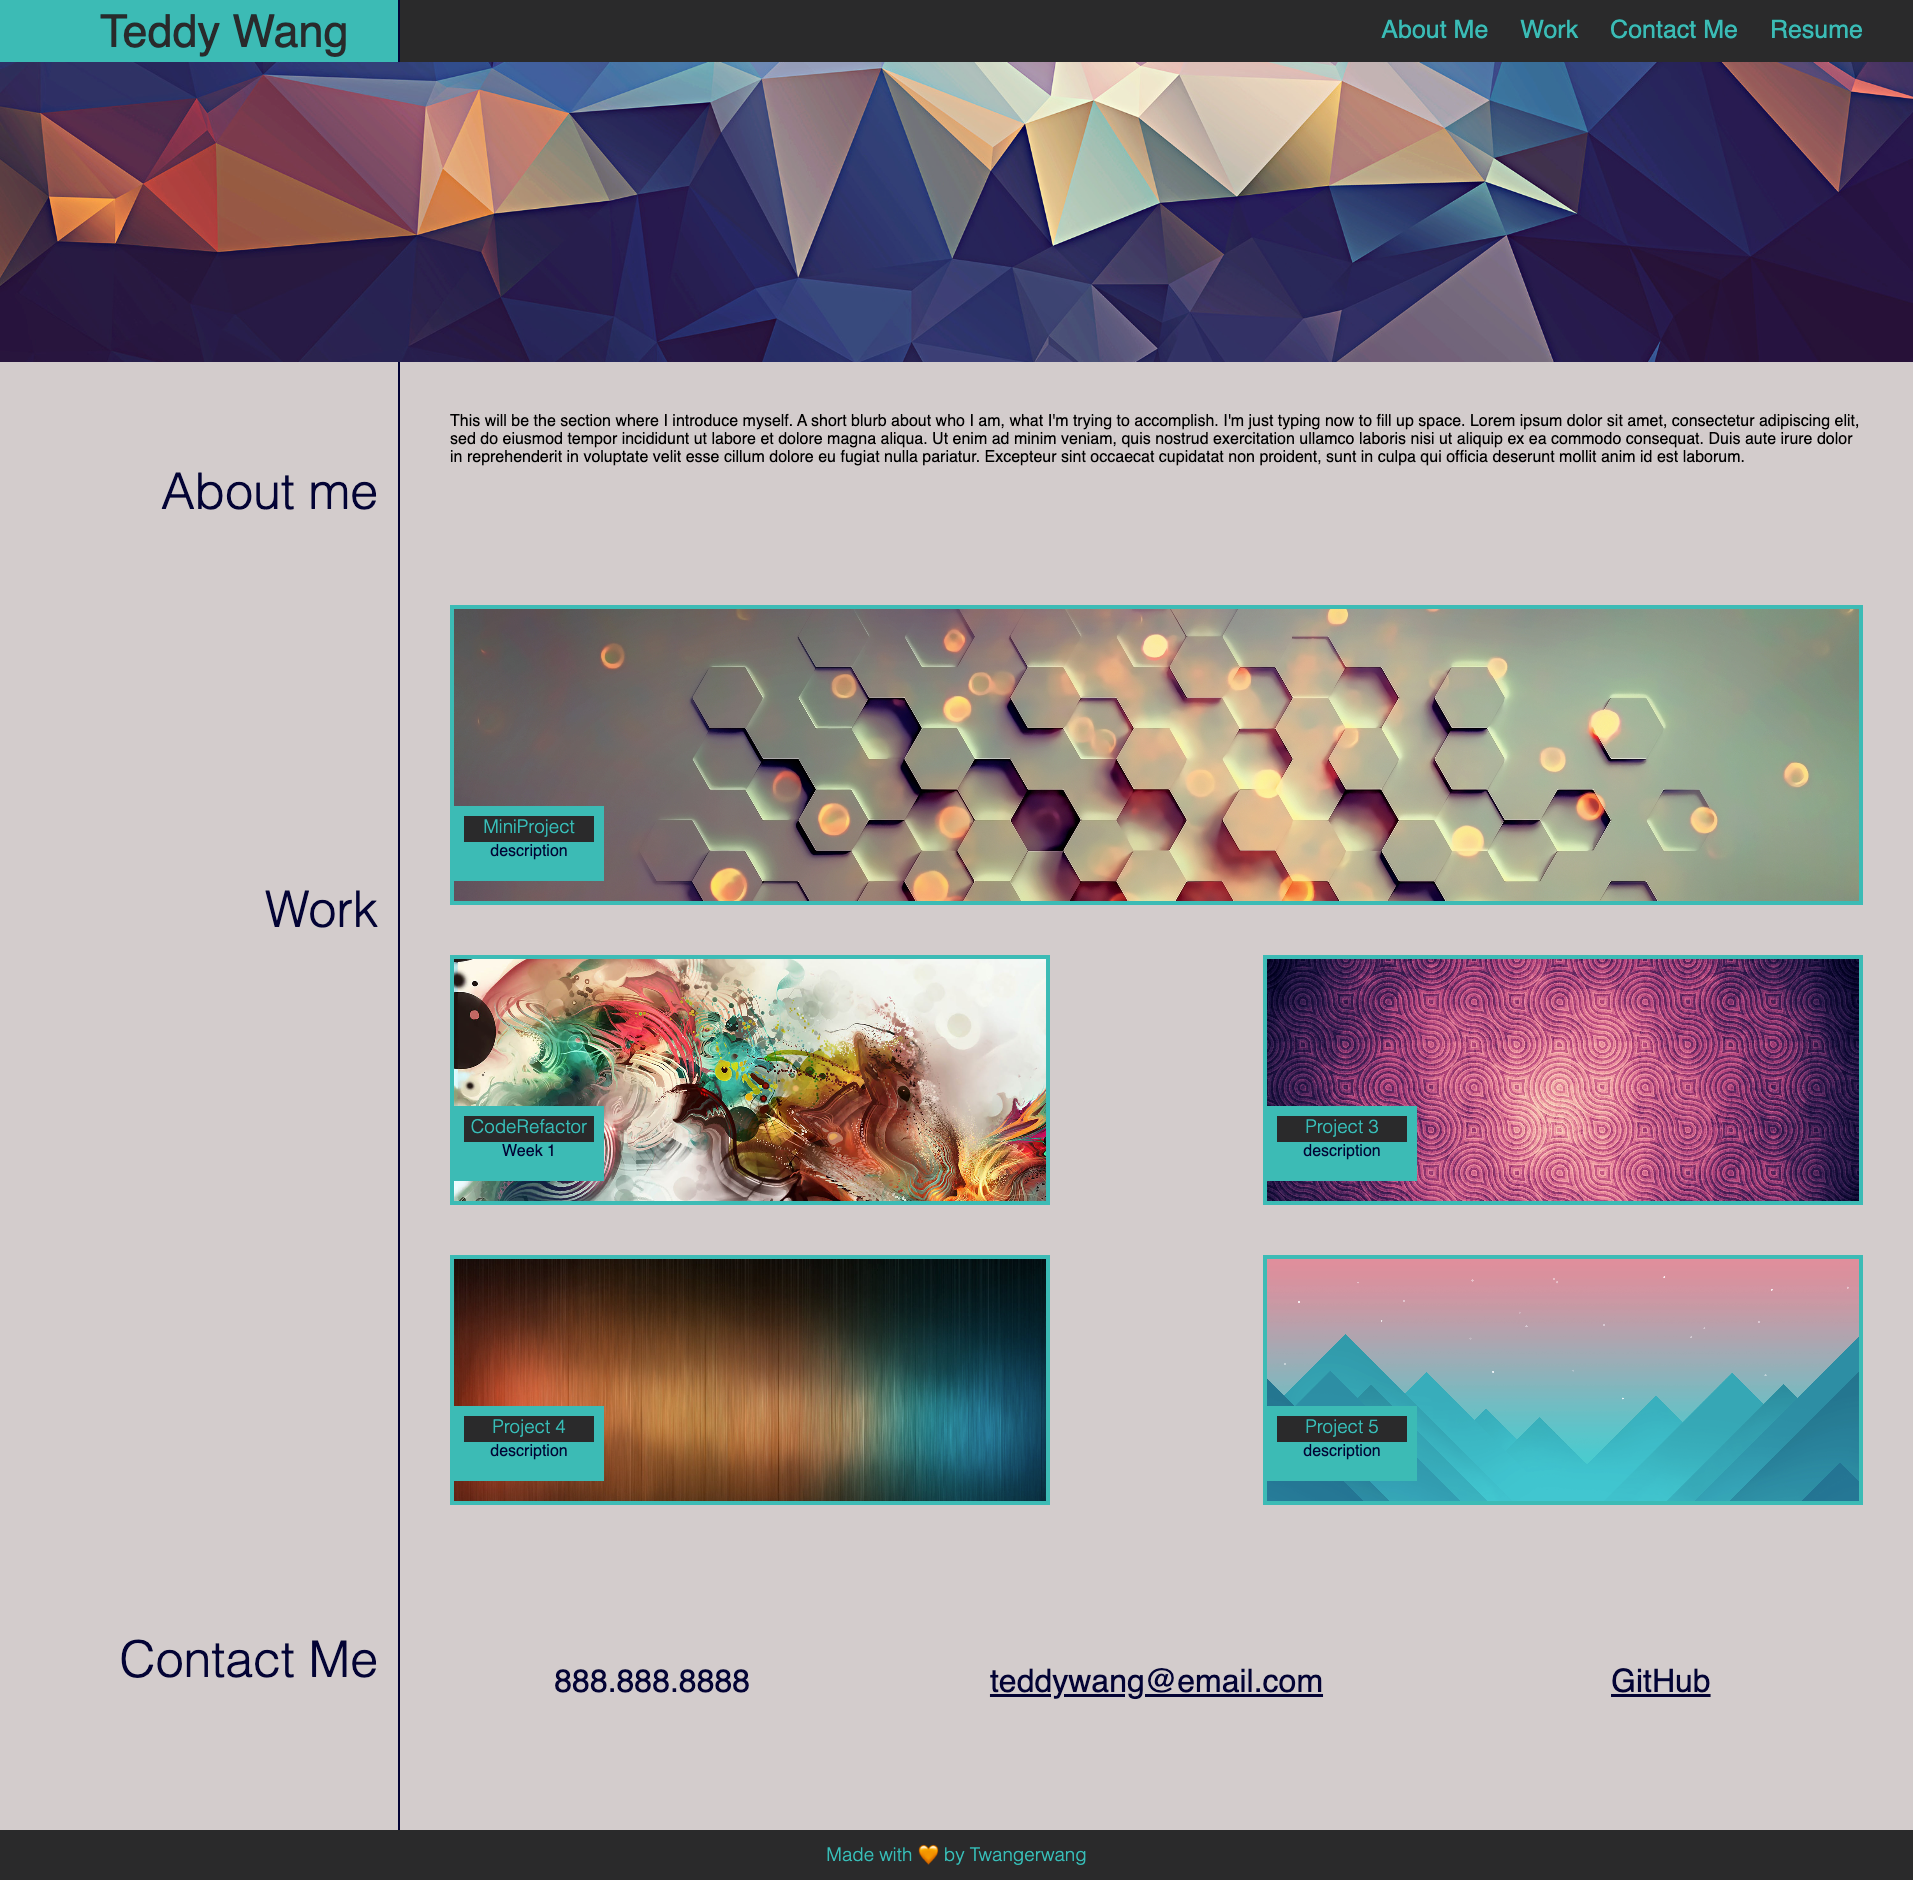 Teddy Wang
About Me Work Contact Me Resume
About me
This will be the section where I introduce myself. A short blurb about who I am, what I'm trying to accomplish. I'm just typing now to fill up space. Lorem ipsum dolor sit amet, consectetur adipiscing elit,
sed do eiusmod tempor incididunt ut labore et dolore magna aliqua. Ut enim ad minim veniam, quis nostrud exercitation ullamco laboris nisi ut aliquip ex ea commodo consequat. Duis aute irure dolor
in reprehenderit in voluptate velit esse cillum dolore eu fugiat nulla pariatur. Excepteur sint occaecat cupidatat non proident, sunt in culpa qui officia deserunt mollit anim id est laborum.
Work
MiniProject
description
CodeRefactor
Week 1
Project 3
description
Project 4
description
Project 5
description
Contact Me
888.888.8888
teddywang@email.com
GitHub
Made with 🧡 by Twangerwang